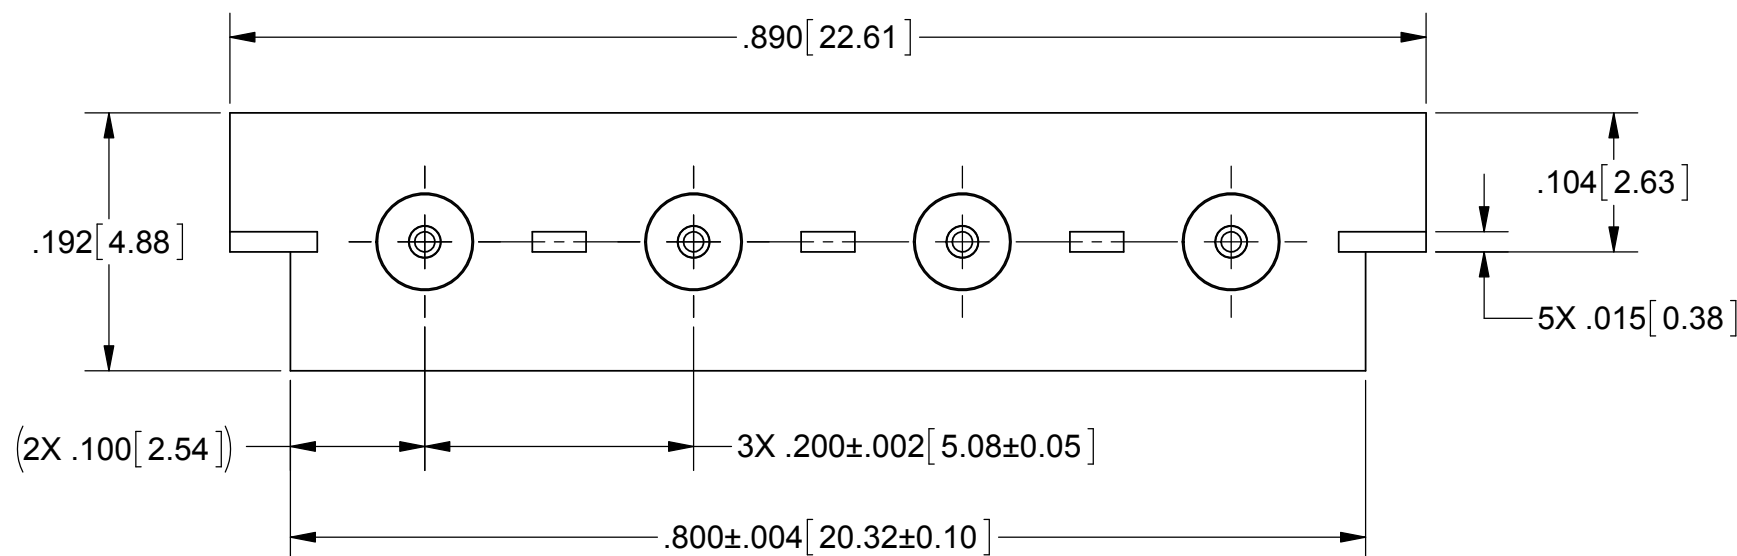 .890[22.61]
.104[2.63]
.192[4.88]
5X .015[0.38]
(2X .100[2.54])
3X .200±.002[5.08±0.05]
.800±.004[20.32±0.10]